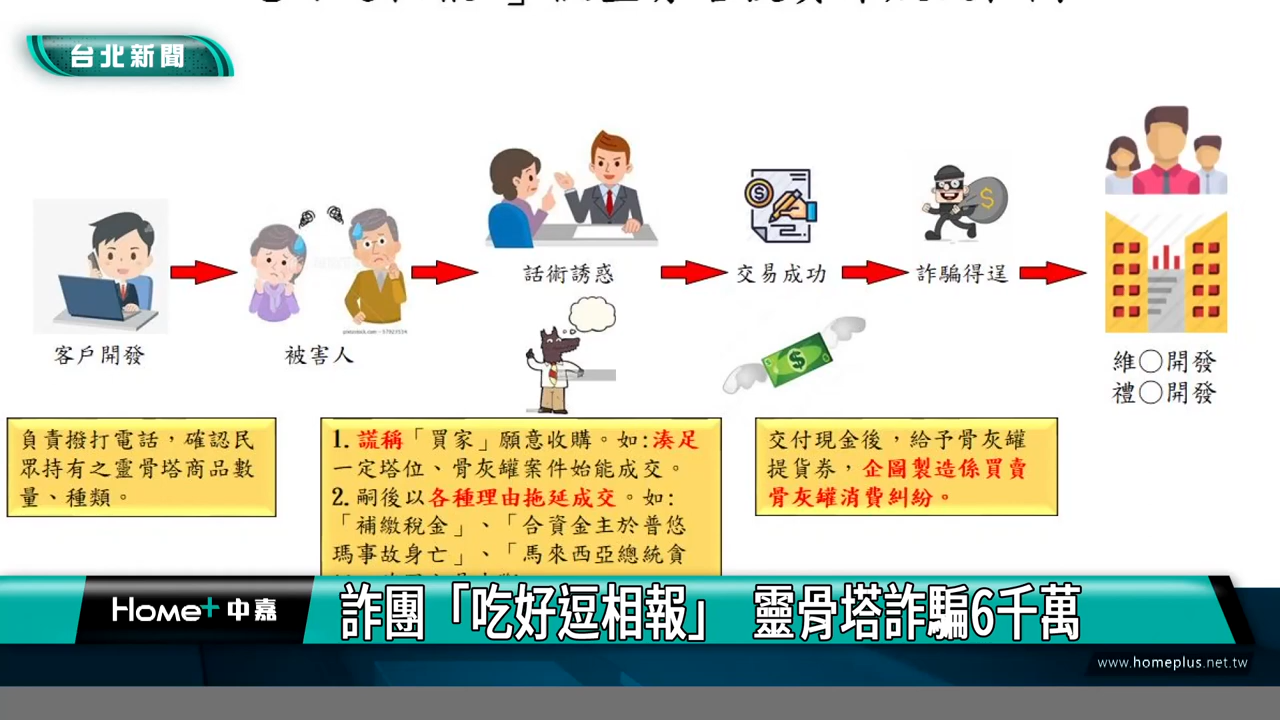 台北新聞
話術誘惑
交易成功
詐騙得逞
客戶開發
被害人
維〇開發
禮〇開發
負責撥打電話，確認民
眾持有之靈骨塔商品數
量、種類。
1. 謊稱「買家」願意收購。如:湊足
一定塔位、骨灰罐案件始能成交。
2. 嗣後以各種理由拖延成交。如:
「補繳稅金」、「合資金主於普悠
瑪事故身亡」、「馬來西亞總統貪
交付現金後，給予骨灰罐
提貨券，企圖製造係買賣
骨灰罐消費糾紛。
Home+ 中嘉
詐團「吃好逗相報」 靈骨塔詐騙6千萬
www.homeplus.net.tw